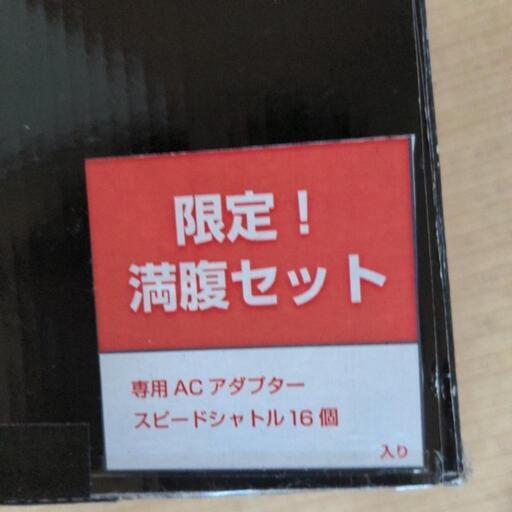 限定！
満腹セット
専用 AC アダプター
スピードシャトル 16 個
入り